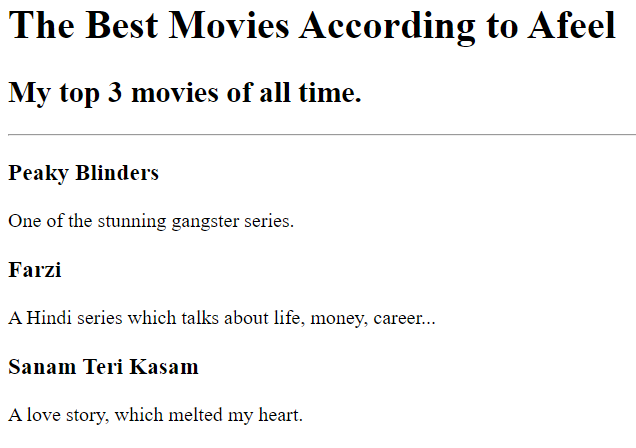 The Best Movies According to Afeel
My top 3 movies of all time.
Peaky Blinders
One of the stunning gangster series.
Farzi
A Hindi series which talks about life, money, career...
Sanam Teri Kasam
A love story, which melted my heart.